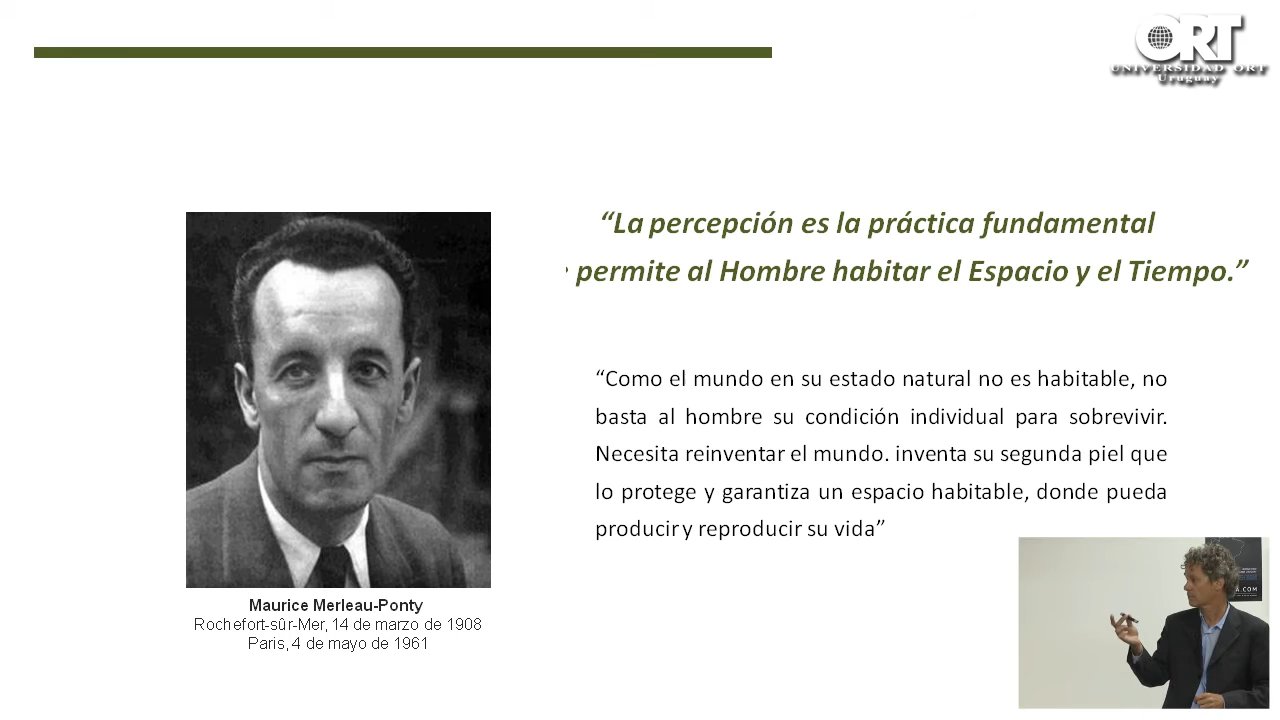 ORT
UNIVERSIDAD ORT
Uruguay
“La percepción es la práctica fundamental
permite al Hombre habitar el Espacio y el Tiempo.”
“Como el mundo en su estado natural no es habitable, no
basta al hombre su condición individual para sobrevivir.
Necesita reinventar el mundo. inventa su segunda piel que
lo protege y garantiza un espacio habitable, donde pueda
producir y reproducir su vida”
Maurice Merleau-Ponty
Rochefort-sûr-Mer, 14 de marzo de 1908
Paris, 4 de mayo de 1961
.COM